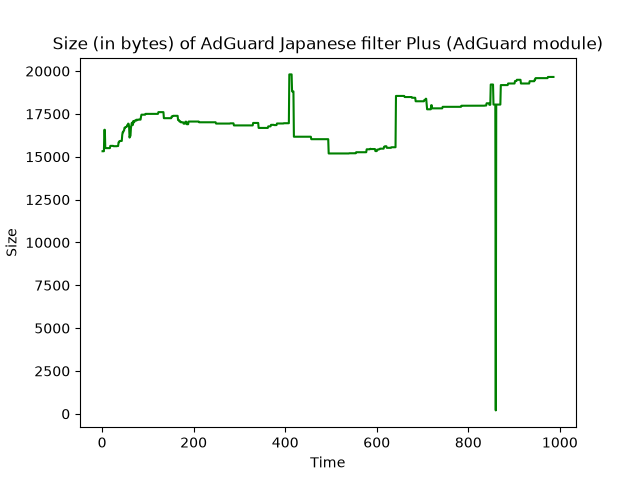 Size (in bytes) of AdGuard Japanese filter Plus (AdGuard module)
20000
17500
15000
12500
10000
7500
5000
2500
0
Size
0 200 400 600 800 1000
Time